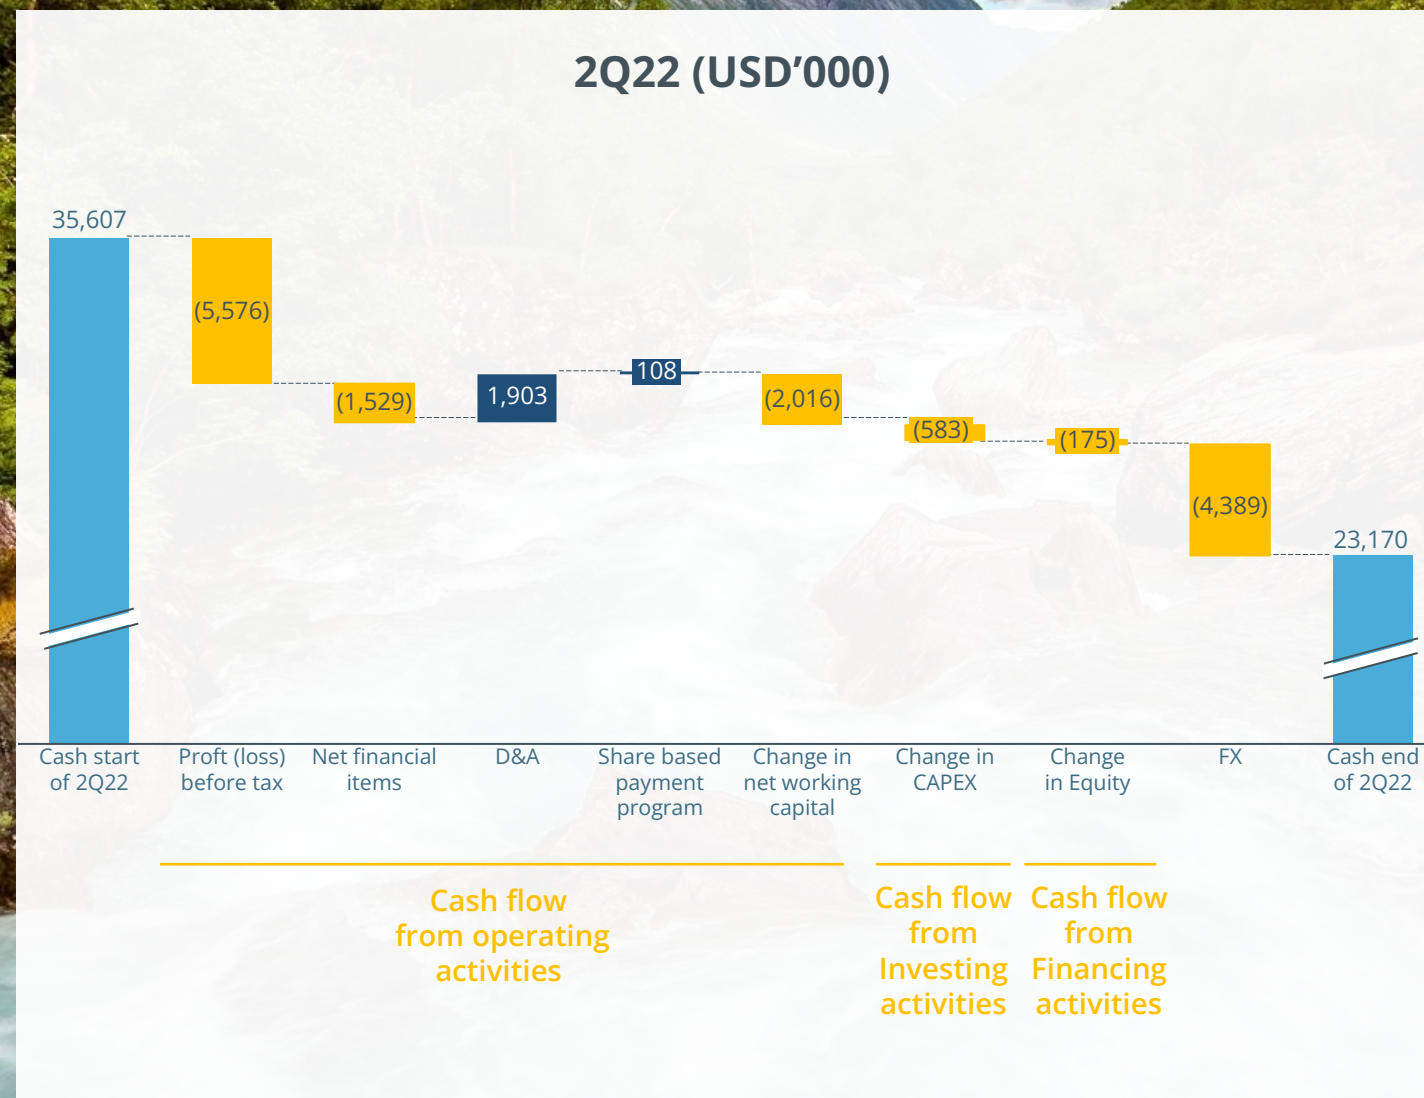 2Q22 (USD’000)
35,607
(5,576)
(1,529)
1,903
108
(2,016)
(583)
(175)
(4,389)
23,170
Cash start
of 2Q22
Proft (loss)
before tax
Net financial
items
D&A
Share based
payment
program
Change in
net working
capital
Change in
CAPEX
Change
in Equity
FX
Cash end
of 2Q22
Cash flow
from operating
activities
Cash flow
from
Investing
activities
Cash flow
from
Financing
activities